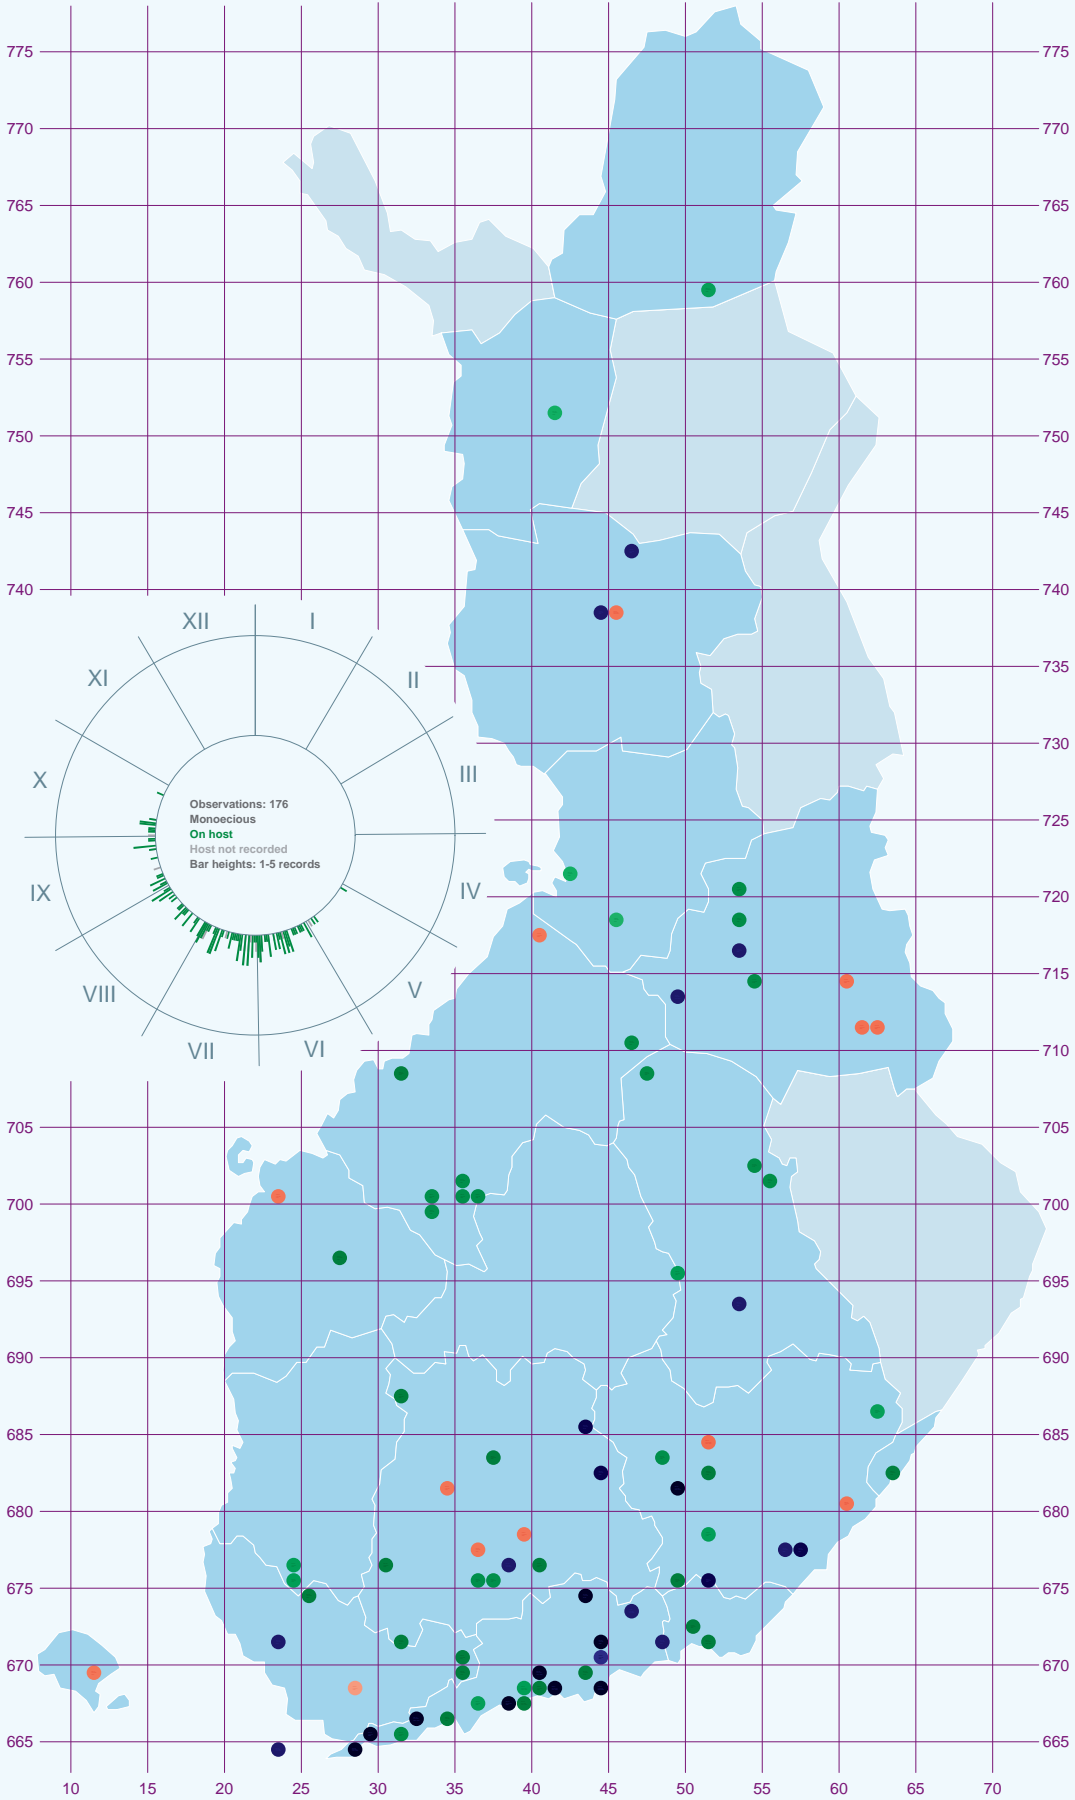 775 775
770 770
765 765
760 760
755 755
750 750
745 745
740 740
XII I
XI II
735
730
X III
725
Observations: 176
Monoecious
On host
Host not recorded
Bar heights: 1-5 records
IX IV
720
VIII V
715
VII VI
710
705 705
700 700
695 695
690 690
685 685
680 680
675 675
670 670
665 665
10 15 20 25 30 35 40 45 50 55 60 65 70